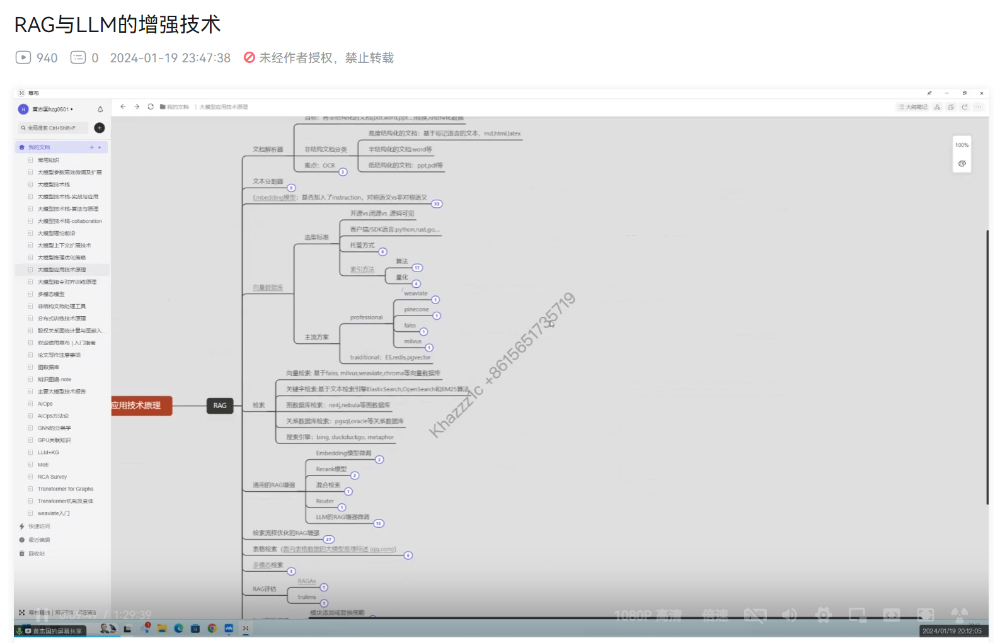 RAG与LLM的增强技术
940 0 2024-01-19 23:47:38 未经作者授权，禁止转载
幕布
H 黄志国hzg0601
我的文档 | 大模型应用技术原理
大纲笔记
全局搜索 Ctrl+Shift+F
我的文档
常用知识
大模型参数高效微调及扩展
大模型技术栈
大模型技术栈-实战与应用
大模型技术栈-算法与原理
大模型技术栈-collaboration
大模型理论前沿
大模型上下文扩展技术
大模型推理优化策略
大模型应用技术原理
大模型指令对齐训练原理
多模态模型
非结构文档处理工具
分布式训练技术原理
股权关系图统计量与图嵌入...
欢迎使用幕布 | 入门指南
论文写作注意事项
图数据库
知识图谱-note
主要大模型技术报告
AIOps
AIOps方法论
GNN的分类学
GPU关联知识
LLM+KG
MoE
RCA Survey
Transformer for Graphs
Transformer机制及变体
weaviate入门
快速访问
最近编辑
回收站
100%
应用技术原理
RAG
目标：将非结构化的文档(pdf,word,ppt...)转换为结构化数据
文档解析器
非结构文档分类
高度结构化的文档：基于标记语言的文本，md,html,latex
半结构化的文档:word等
低结构化的文档：ppt,pdf等
难点：OCR 3
文本分割器 8
Embedding模型：是否加入了Instruction，对称语义vs非对称语义 33
向量数据库
选型标准
开源vs.闭源vs. 源码可见
客户端/SDK语言:python,rust,go,...
托管方式 8
索引方法
算法 17
量化 4
主流方案
professional
weaviate 1
pinecone 1
faiss 1
milvus 1
traiditional：ES,redis,pgvector
检索
向量检索: 基于faiss, milvus,weaviate,chroma等向量数据库
关键字检索:基于文本检索引擎ElasticSearch,OpenSearch和BM25算法
图数据库检索：ne4j,nebula等图数据库
关系数据库检索：pgsql,oracle等关系数据库
搜索引擎：bing, duckduckgo, metaphor
通用的RAG增强
Embedding模型微调 2
Rerank模型 2
混合检索 1
Router 1
LLM的RAG增强微调 13
检索流程优化的RAG增强 27
表格检索（面向表格数据的大模型推理综述 (qq.com)） 6
多模态检索 3
RAG评估
RAGAs 1
trulens 1
模块添加或替换策略
Khazzz1c +8615651735719
1:29:39
1080P 高清 倍速
黄志国的屏幕共享
2024/01/19 20:12:05